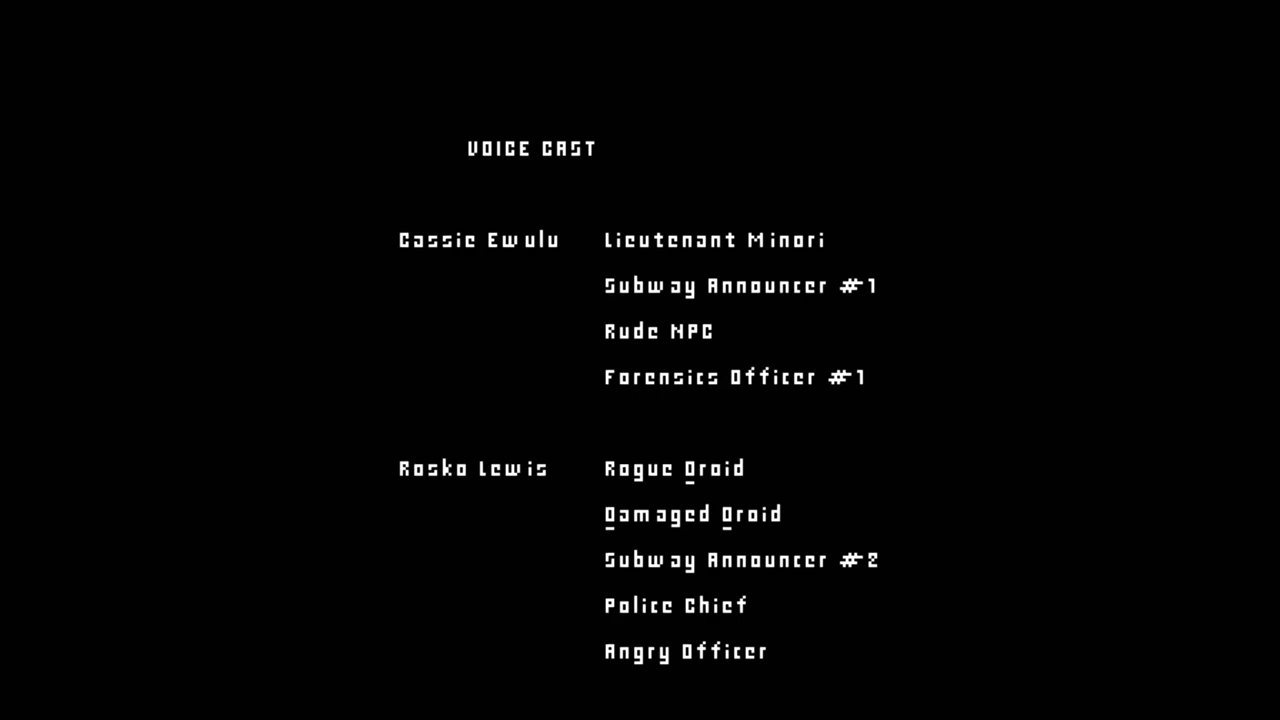 VOICE CAST
Cassie Ewulu Lieutenant Minori
Subway Announcer #1
Rude NPC
Forensics Officer #1
Rosko Lewis Rogue Droid
Damaged Droid
Subway Announcer #2
Police Chief
Angry Officer